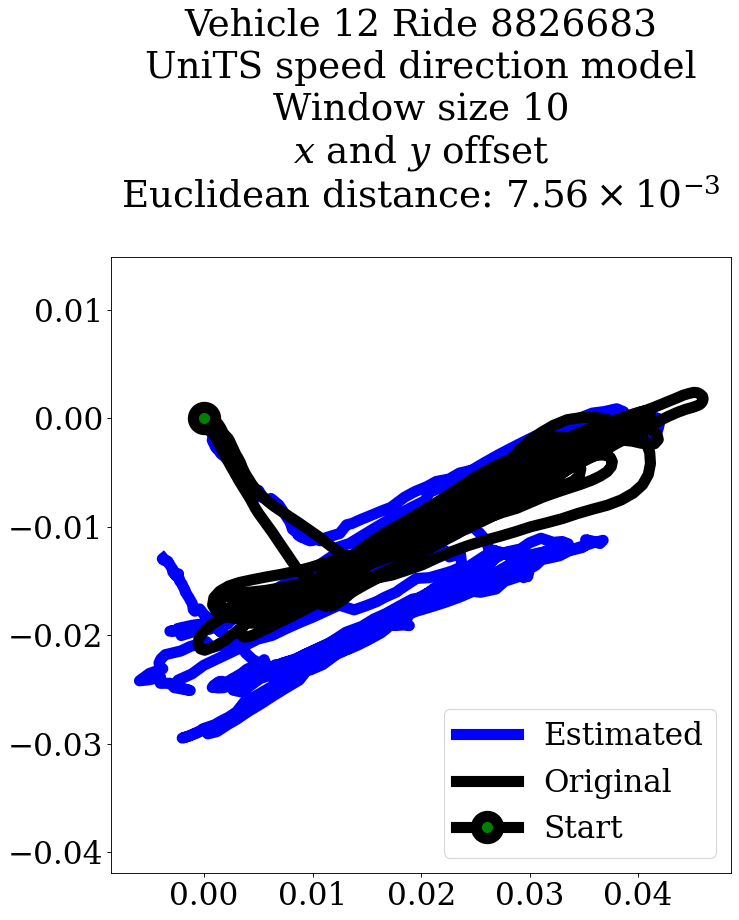 Vehicle 12 Ride 8826683
UniTS speed direction model
Window size 10
x and y offset
Euclidean distance: 7.56 × 10⁻³
0.01
0.00
−0.01
−0.02
−0.03
−0.04
0.00 0.01 0.02 0.03 0.04
Estimated
Original
Start